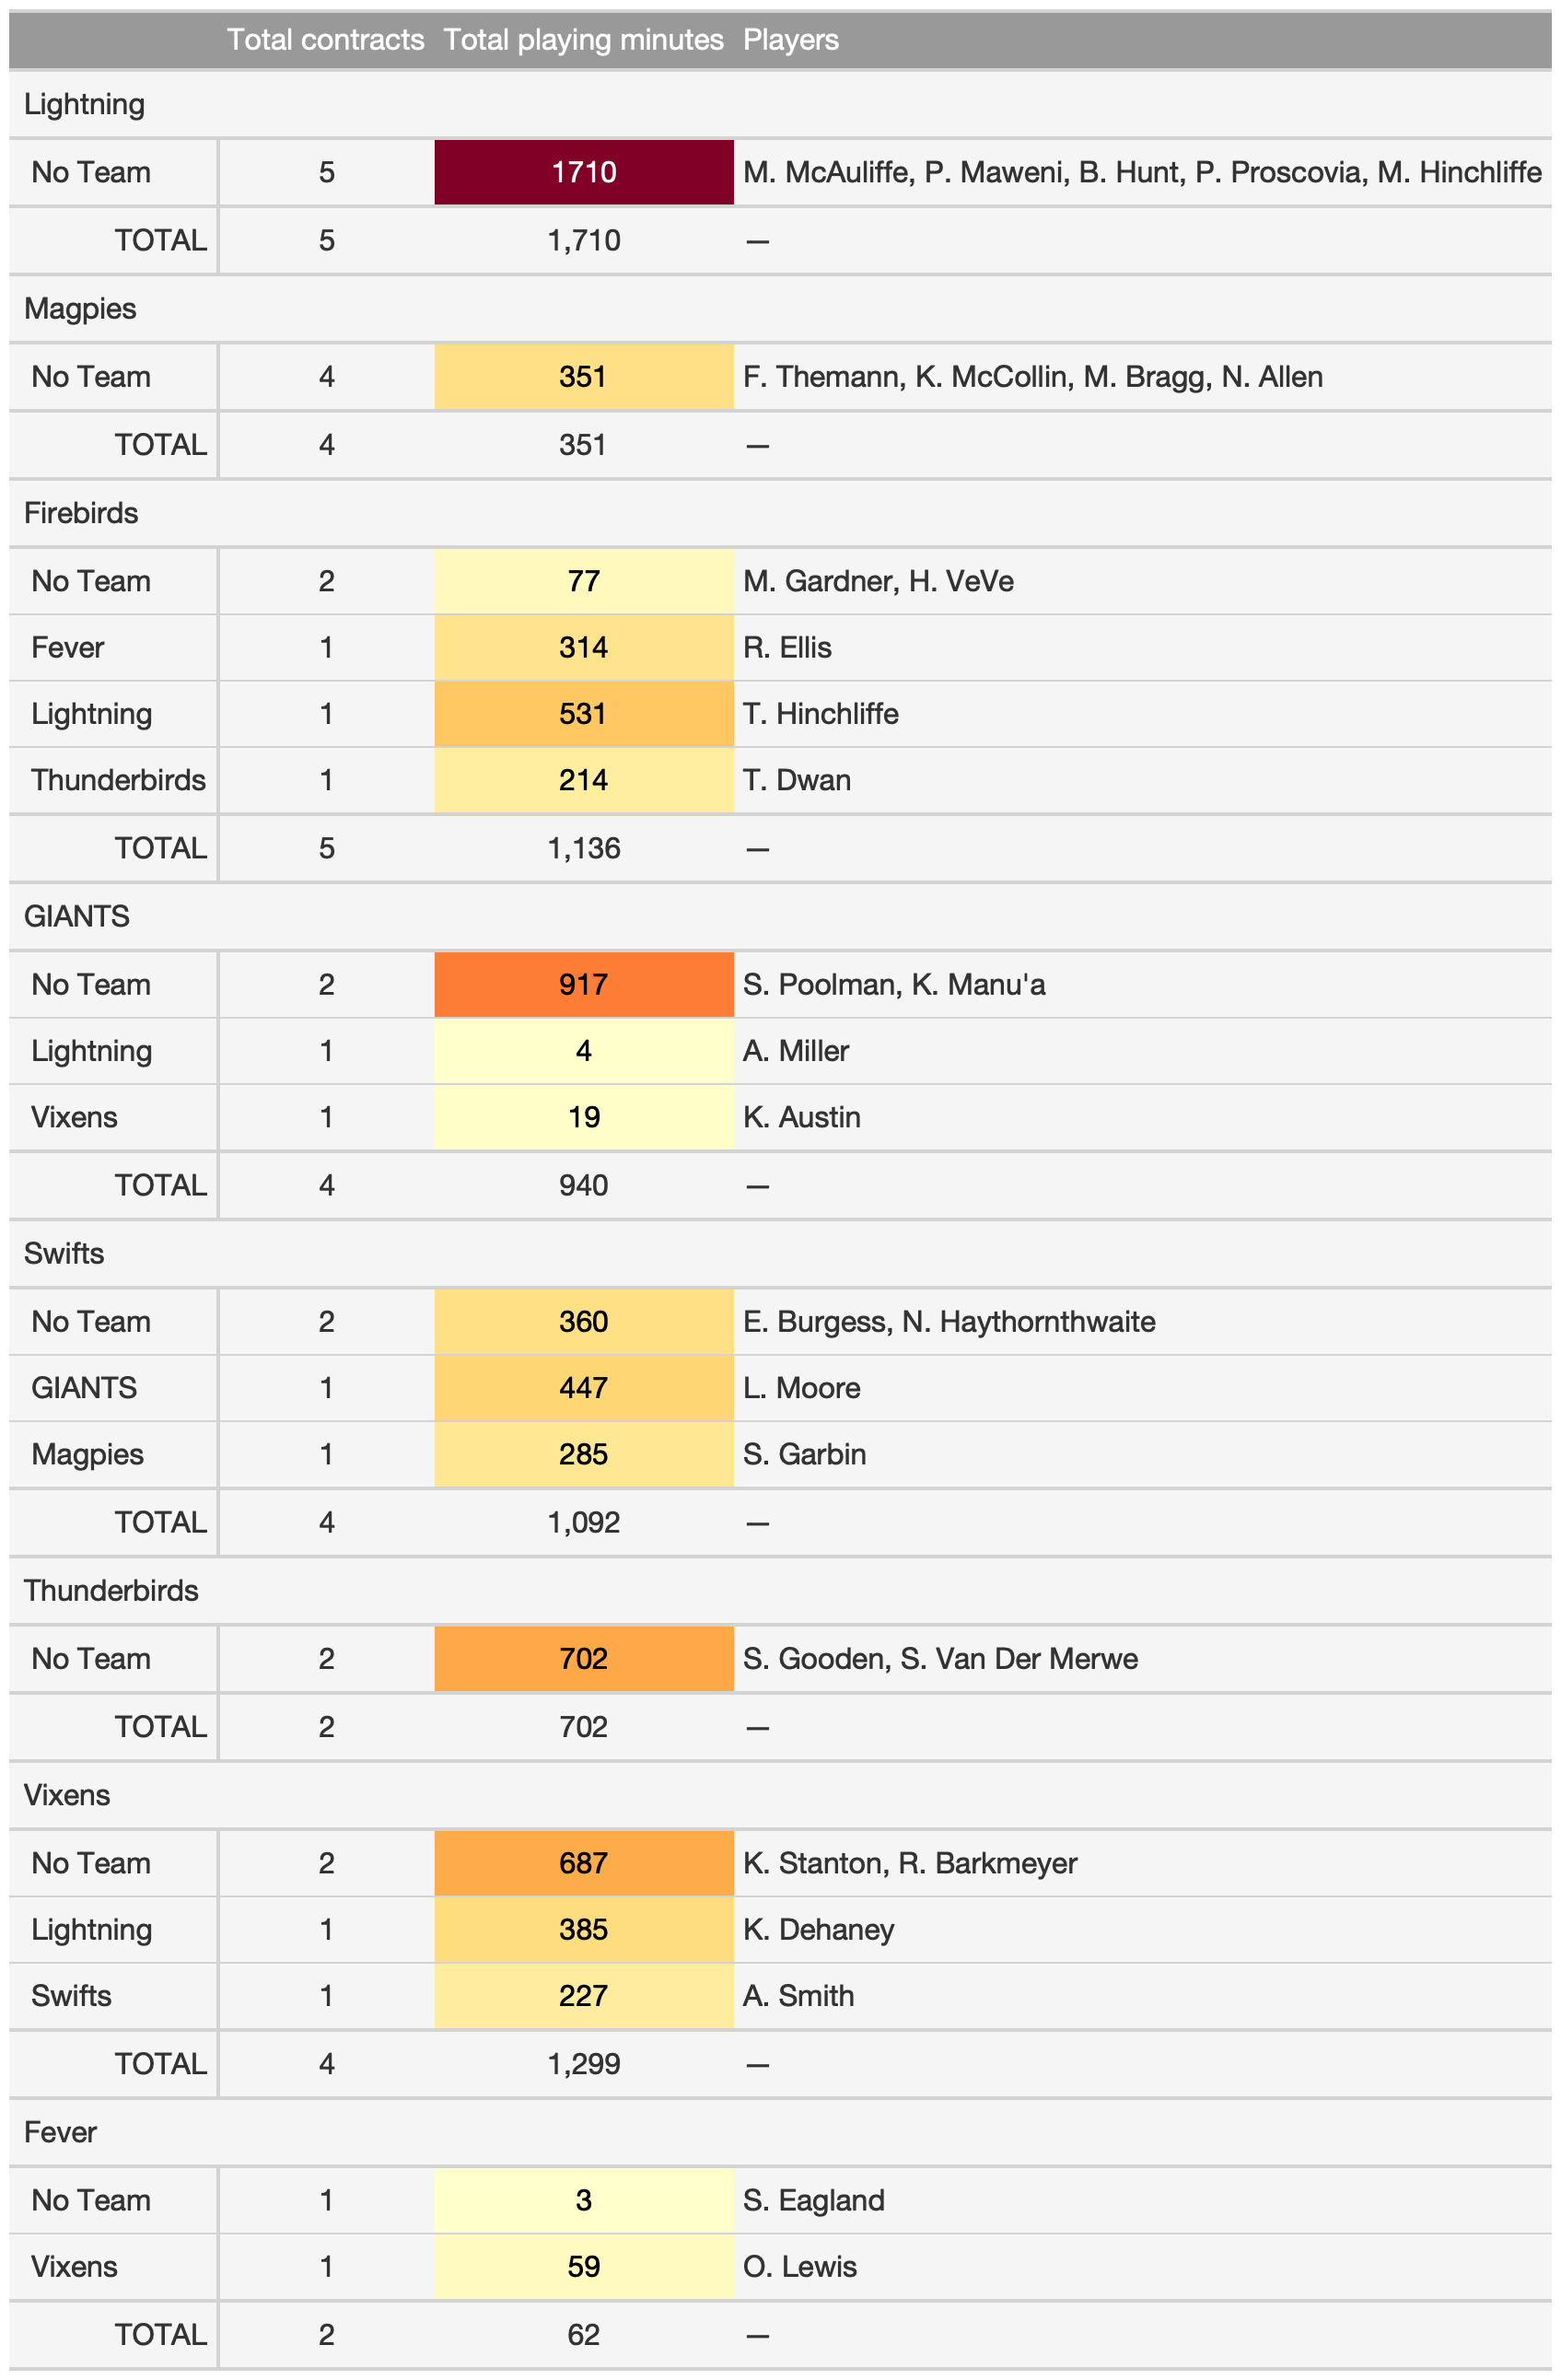 Total contracts Total playing minutes Players
Lightning
No Team 5 1710 M. McAuliffe, P. Maweni, B. Hunt, P. Proscovia, M. Hinchliffe
TOTAL 5 1,710 —
Magpies
No Team 4 351 F. Themann, K. McCollin, M. Bragg, N. Allen
TOTAL 4 351 —
Firebirds
No Team 2 77 M. Gardner, H. VeVe
Fever 1 314 R. Ellis
Lightning 1 531 T. Hinchliffe
Thunderbirds 1 214 T. Dwan
TOTAL 5 1,136 —
GIANTS
No Team 2 917 S. Poolman, K. Manu'a
Lightning 1 4 A. Miller
Vixens 1 19 K. Austin
TOTAL 4 940 —
Swifts
No Team 2 360 E. Burgess, N. Haythornthwaite
GIANTS 1 447 L. Moore
Magpies 1 285 S. Garbin
TOTAL 4 1,092 —
Thunderbirds
No Team 2 702 S. Gooden, S. Van Der Merwe
TOTAL 2 702 —
Vixens
No Team 2 687 K. Stanton, R. Barkmeyer
Lightning 1 385 K. Dehaney
Swifts 1 227 A. Smith
TOTAL 4 1,299 —
Fever
No Team 1 3 S. Eagland
Vixens 1 59 O. Lewis
TOTAL 2 62 —